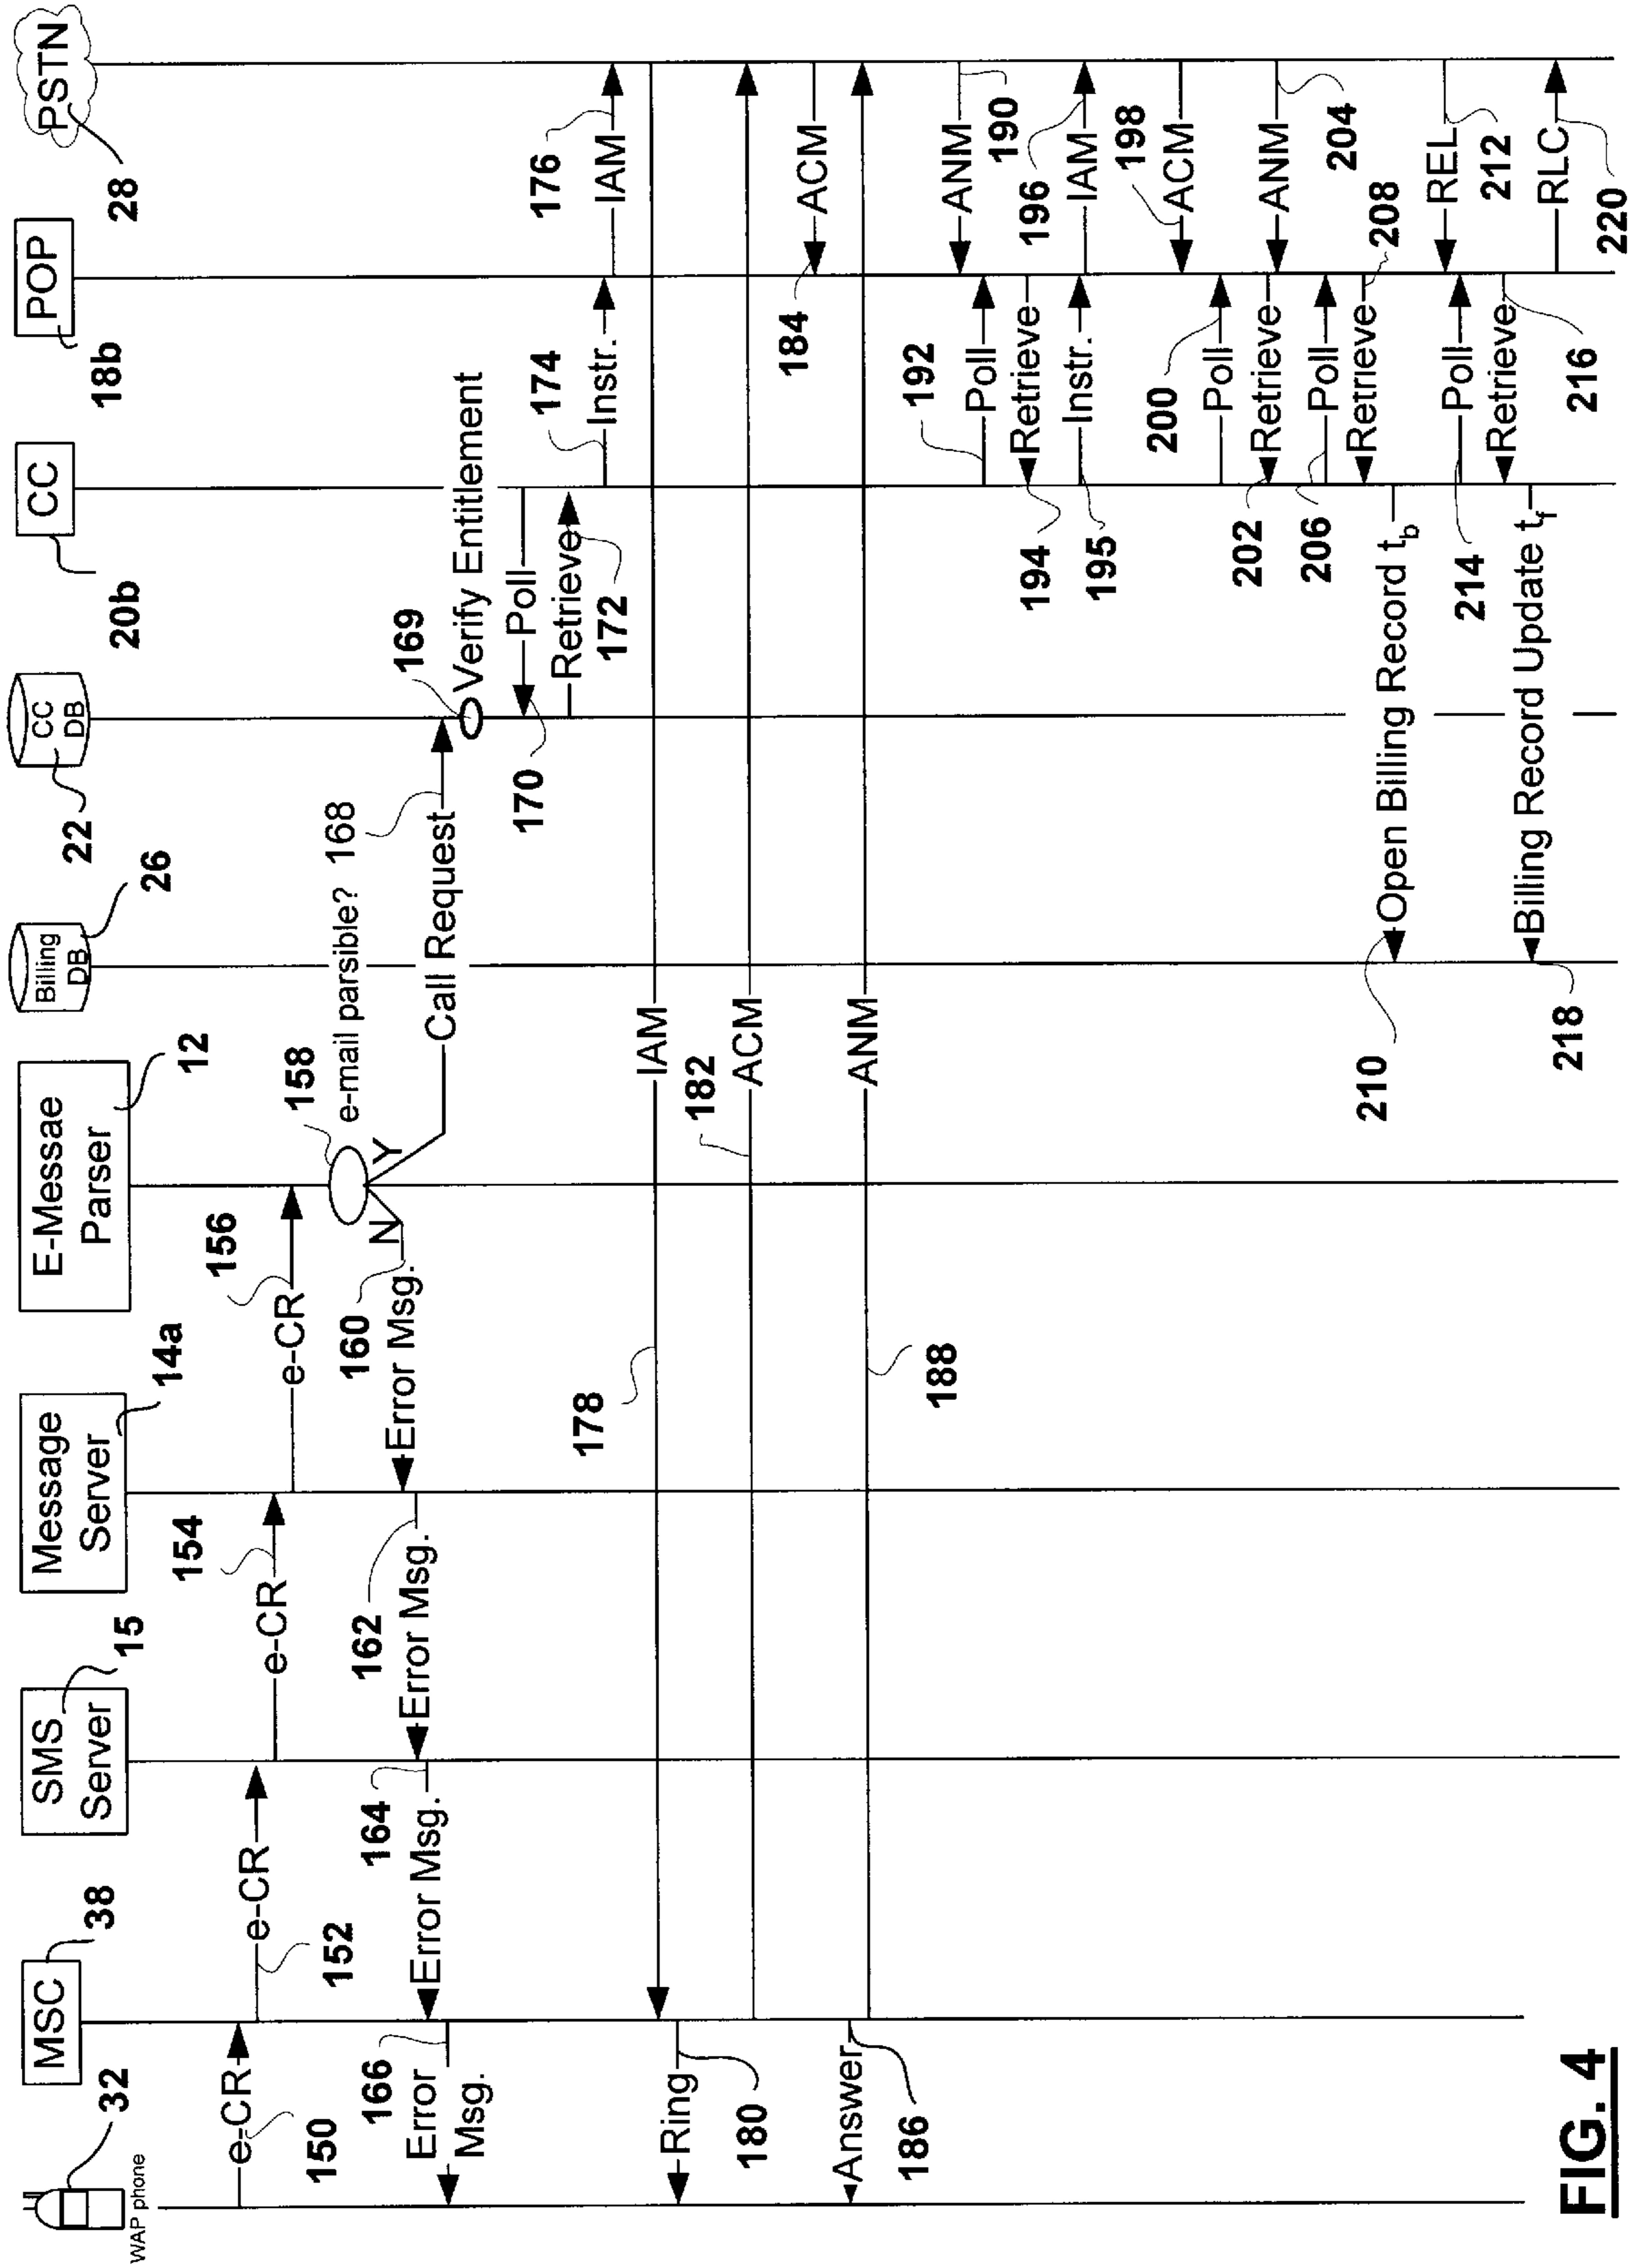 WAP phone
32
MSC
38
SMS
Server
15
Message
Server
14a
E-Messae
Parser
12
Billing
DB
26
CC
DB
22
CC
20b
POP
18b
PSTN
28
e-CR
150
e-CR
152
e-CR
154
e-CR
156
158
e-mail parsible?
N
Y
Error Msg.
160
Error Msg.
162
Error Msg.
164
Error
Msg.
166
Call Request
168
169
Verify Entitlement
Poll
170
Retrieve
172
Instr.
174
IAM
176
IAM
178
Ring
180
ACM
182
ACM
184
Answer
186
ANM
188
ANM
190
Poll
192
Retrieve
194
Instr.
195
IAM
196
ACM
198
Poll
200
Retrieve
202
ANM
204
Poll
206
Retrieve
208
Open Billing Record tb
210
REL
212
Poll
214
Retrieve
216
Billing Record Update tf
218
RLC
220
FIG. 4